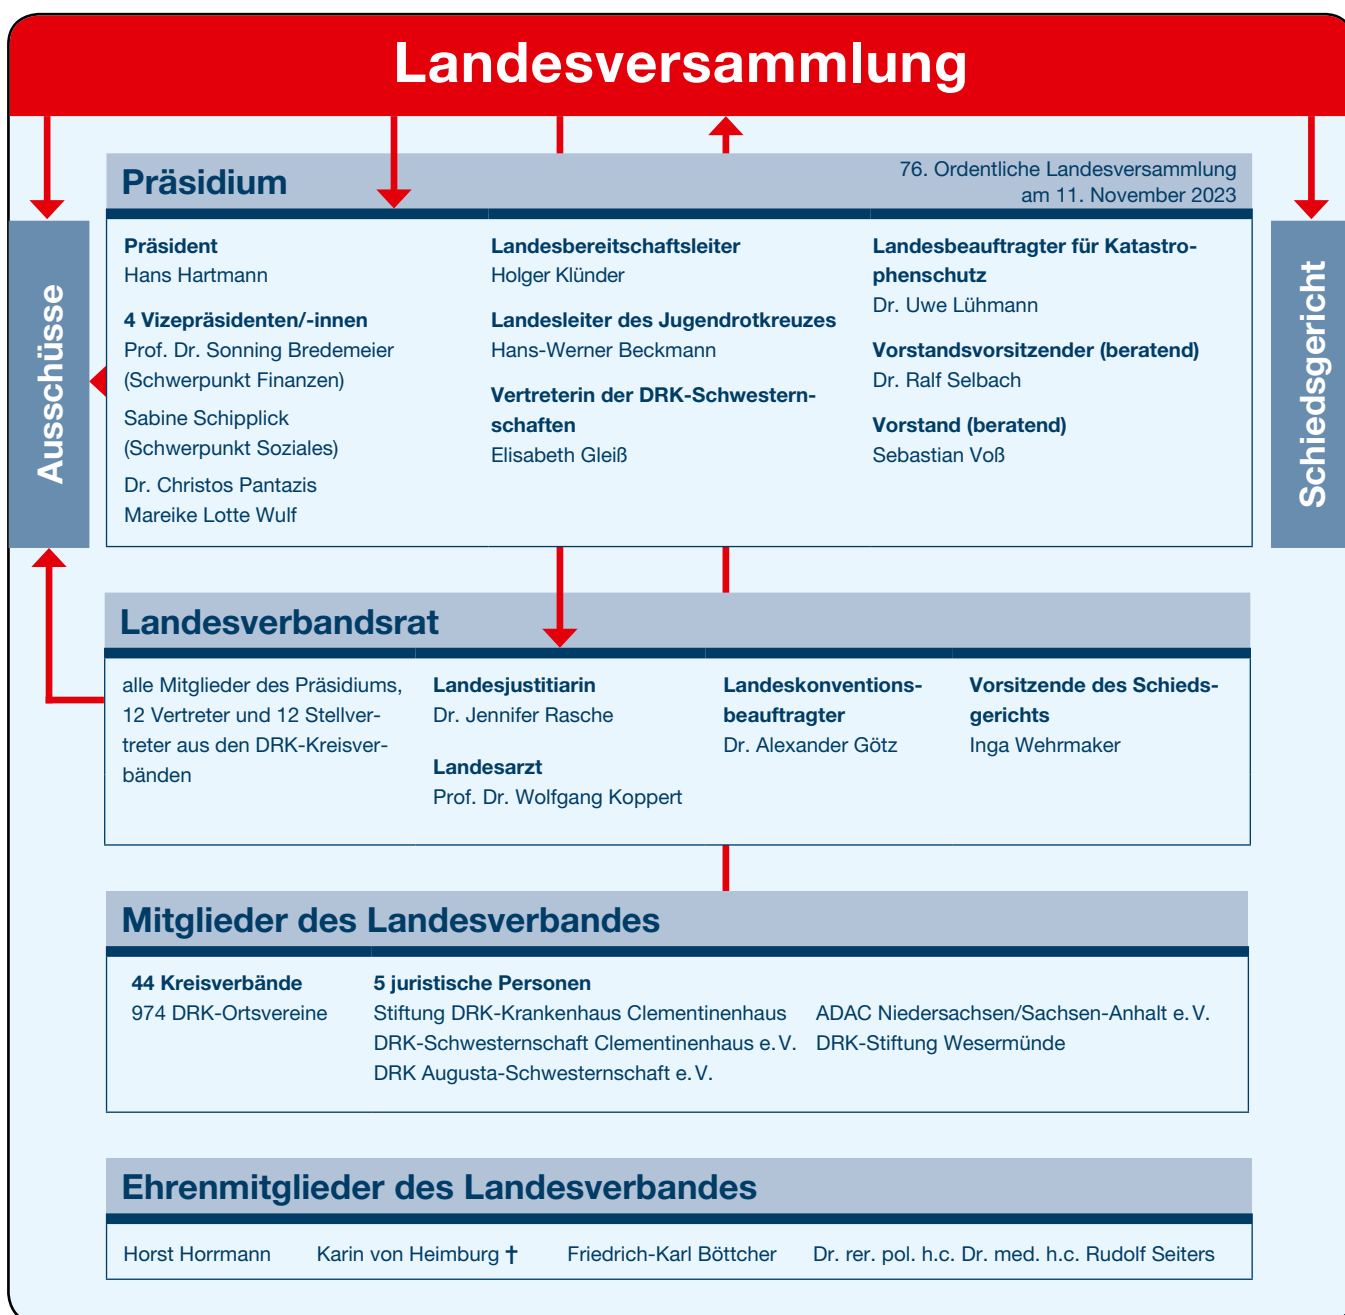 Landesversammlung
Präsidium
76. Ordentliche Landesversammlung
am 11. November 2023
Ausschüsse
Präsident
Hans Hartmann
4 Vizepräsidenten/-innen
Prof. Dr. Sonning Bredemeier
(Schwerpunkt Finanzen)
Sabine Schipplick
(Schwerpunkt Soziales)
Dr. Christos Pantazis
Mareike Lotte Wulf
Landesbereitschaftsleiter
Holger Klünder
Landesleiter des Jugendrotkreuzes
Hans-Werner Beckmann
Vertreterin der DRK-Schwestern-
schaften
Elisabeth Gleiß
Landesbeauftragter für Katastro-
phenschutz
Dr. Uwe Lühmann
Vorstandsvorsitzender (beratend)
Dr. Ralf Selbach
Vorstand (beratend)
Sebastian Voß
Schiedsgericht
Landesverbandsrat
alle Mitglieder des Präsidiums,
12 Vertreter und 12 Stellver-
treter aus den DRK-Kreisver-
bänden
Landesjustitiarin
Dr. Jennifer Rasche
Landesarzt
Prof. Dr. Wolfgang Koppert
Landeskonventions-
beauftragter
Dr. Alexander Götz
Vorsitzende des Schieds-
gerichts
Inga Wehrmaker
Mitglieder des Landesverbandes
44 Kreisverbände
974 DRK-Ortsvereine
5 juristische Personen
Stiftung DRK-Krankenhaus Clementinenhaus
DRK-Schwesternschaft Clementinenhaus e. V.
DRK Augusta-Schwesternschaft e. V.
ADAC Niedersachsen/Sachsen-Anhalt e. V.
DRK-Stiftung Wesermünde
Ehrenmitglieder des Landesverbandes
Horst Horrmann Karin von Heimburg ✝ Friedrich-Karl Böttcher Dr. rer. pol. h.c. Dr. med. h.c. Rudolf Seiters